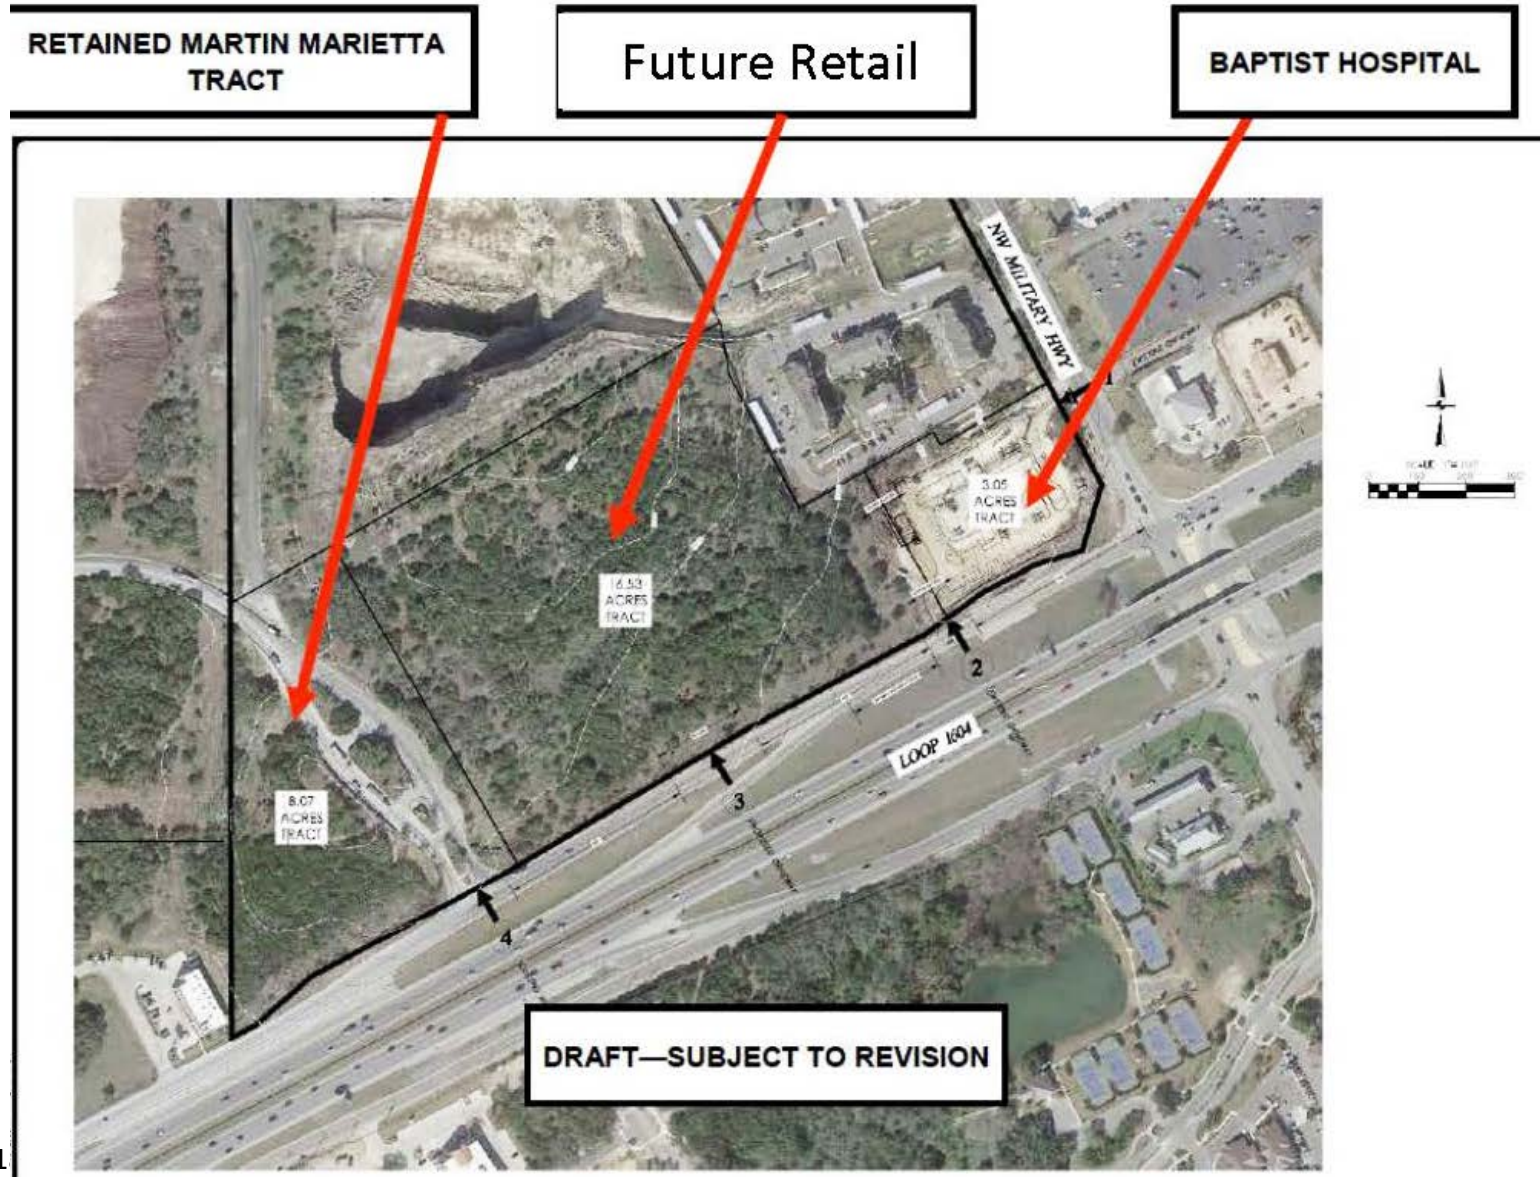 RETAINED MARTIN MARIETTA
TRACT
Future Retail
BAPTIST HOSPITAL
NW MILITARY HWY
1
3.05
ACRES
TRACT
16.53
ACRES
TRACT
2
LOOP 1604
3
8.07
ACRES
TRACT
4
DRAFT—SUBJECT TO REVISION
1